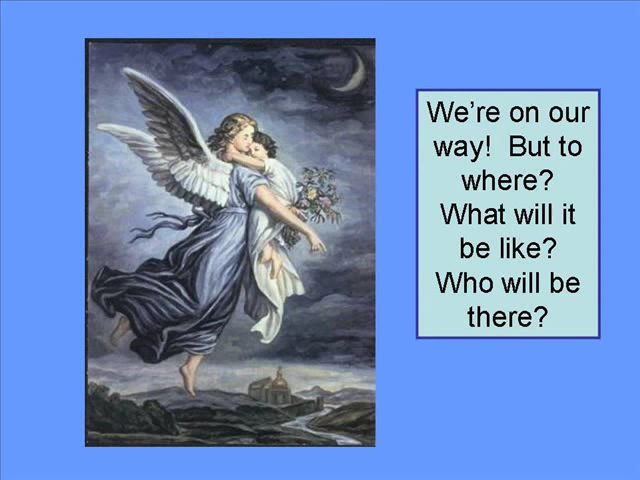 We're on our
way!  But to
where?
What will it
be like?
Who will be
there?